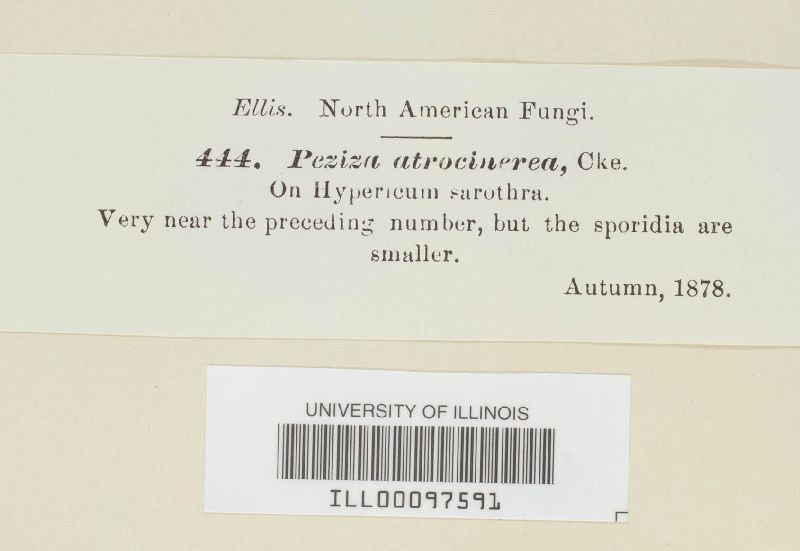 Ellis. North American Fungi.
444. Peziza atrocinerea, Cke.
On Hypericum sarothra.
Very near the preceding number, but the sporidia are
smaller.
Autumn, 1878.
UNIVERSITY OF ILLINOIS
ILL00097591